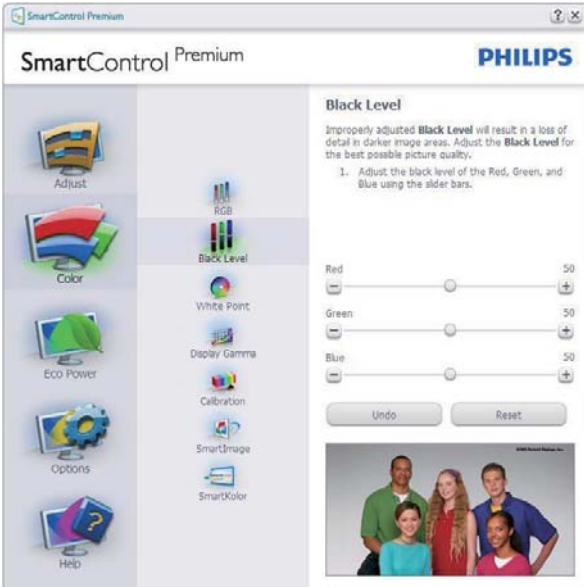 SmartControl Premium
SmartControl Premium
PHILIPS
Adjust
Color
Eco Power
Options
Help
RGB
Black Level
White Point
Display Gamma
Calibration
SmartImage
SmartKolor
Black Level
Improperly adjusted Black Level will result in a loss of
detail in darker image areas. Adjust the Black Level for
the best possible picture quality.
1. Adjust the black level of the Red, Green, and
Blue using the slider bars.
Red 50
Green 50
Blue 50
Undo Reset